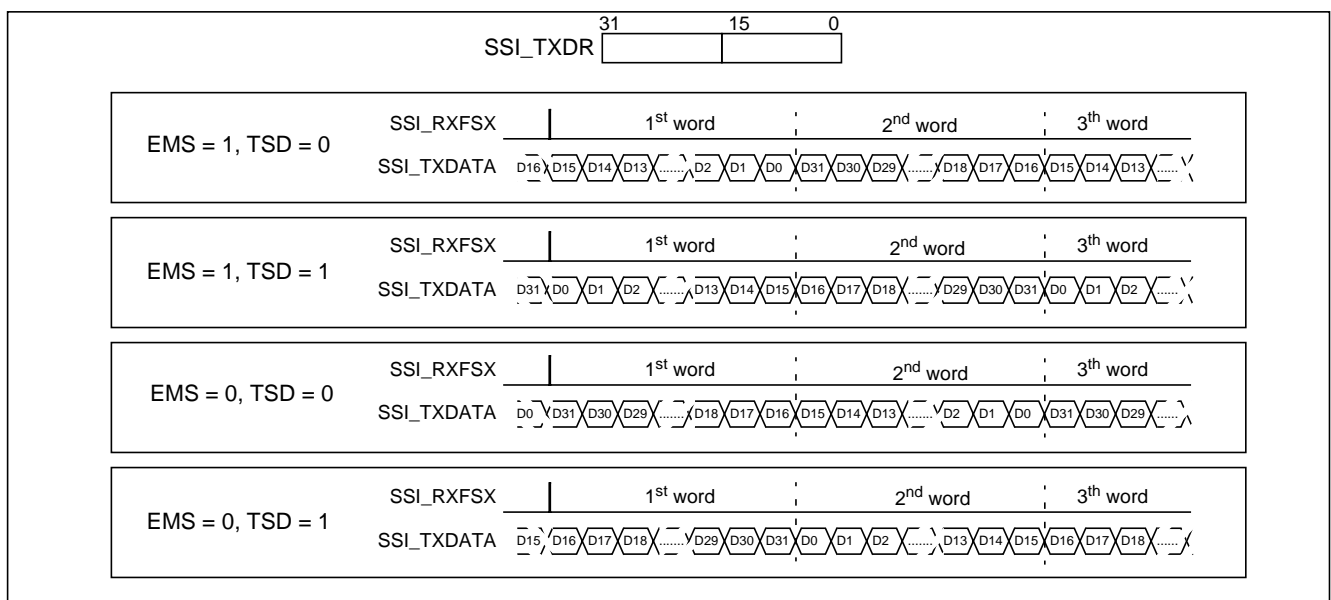 31 15 0
SSI_TXDR
EMS = 1, TSD = 0
SSI_RXFSX 1st word 2nd word 3th word
SSI_TXDATA D16 D15 D14 D13 ....... D2 D1 D0 D31 D30 D29 ....... D18 D17 D16 D15 D14 D13 ......
EMS = 1, TSD = 1
SSI_RXFSX 1st word 2nd word 3th word
SSI_TXDATA D31 D0 D1 D2 ....... D13 D14 D15 D16 D17 D18 ....... D29 D30 D31 D0 D1 D2 ......
EMS = 0, TSD = 0
SSI_RXFSX 1st word 2nd word 3th word
SSI_TXDATA D0 D31 D30 D29 ....... D18 D17 D16 D15 D14 D13 ....... D2 D1 D0 D31 D30 D29 ......
EMS = 0, TSD = 1
SSI_RXFSX 1st word 2nd word 3th word
SSI_TXDATA D15 D16 D17 D18 ....... D29 D30 D31 D0 D1 D2 ....... D13 D14 D15 D16 D17 D18 ......